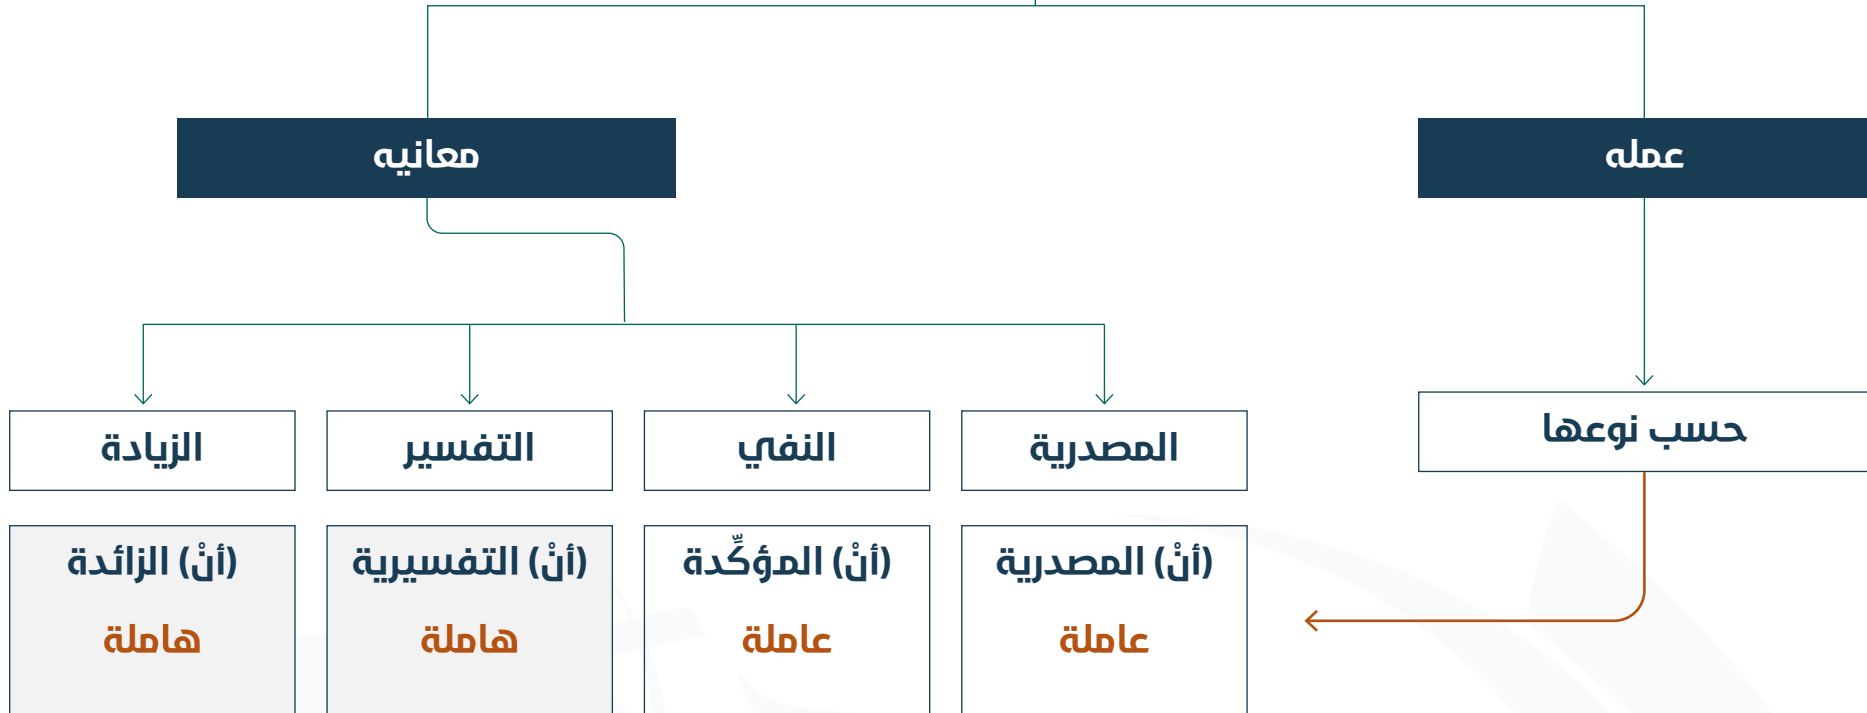 عمله
معانيه
حسب نوعها
المصدرية
النفي
التفسير
الزيادة
(أنْ) المصدرية
عاملة
(أنْ) المؤكِّدة
عاملة
(أنْ) التفسيرية
هاملة
(أنْ) الزائدة
هاملة